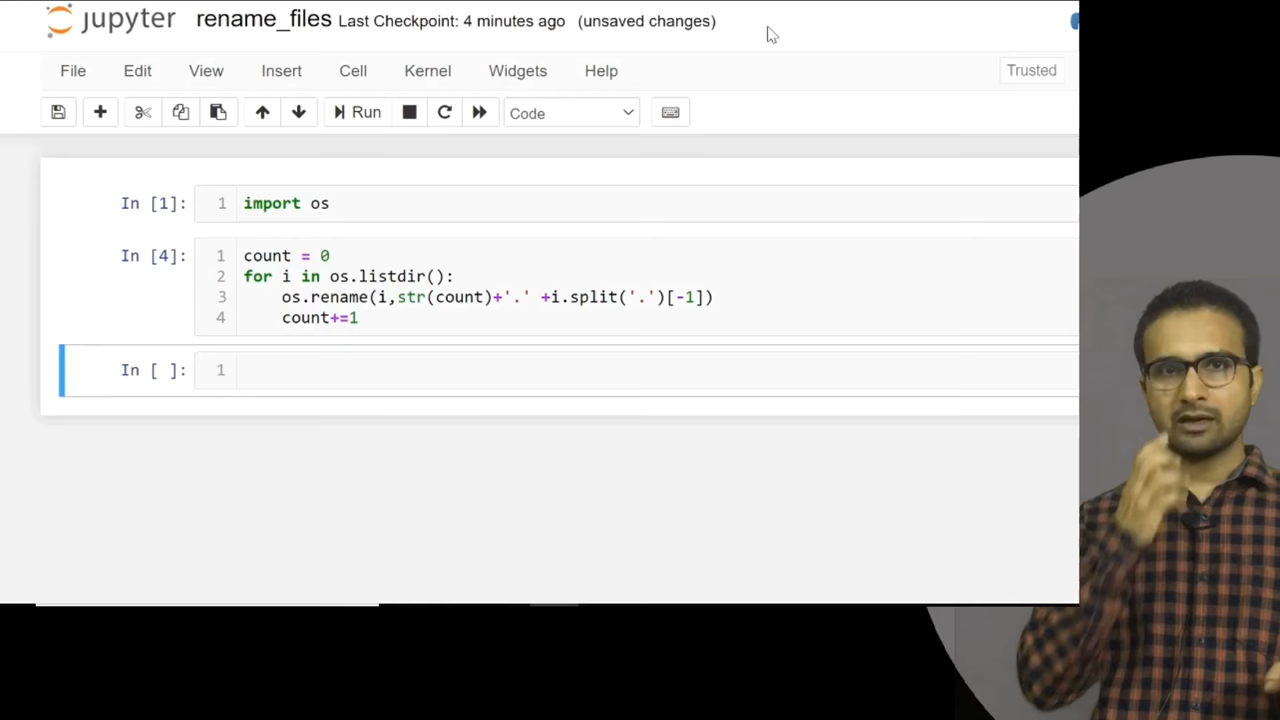 jupyter rename_files Last Checkpoint: 4 minutes ago (unsaved changes)
File Edit View Insert Cell Kernel Widgets Help Trusted
Run Code
In [1]: 1 import os
In [4]: 1 count = 0
2 for i in os.listdir():
3 os.rename(i,str(count)+'.' +i.split('.')[-1])
4 count+=1
In [ ]: 1